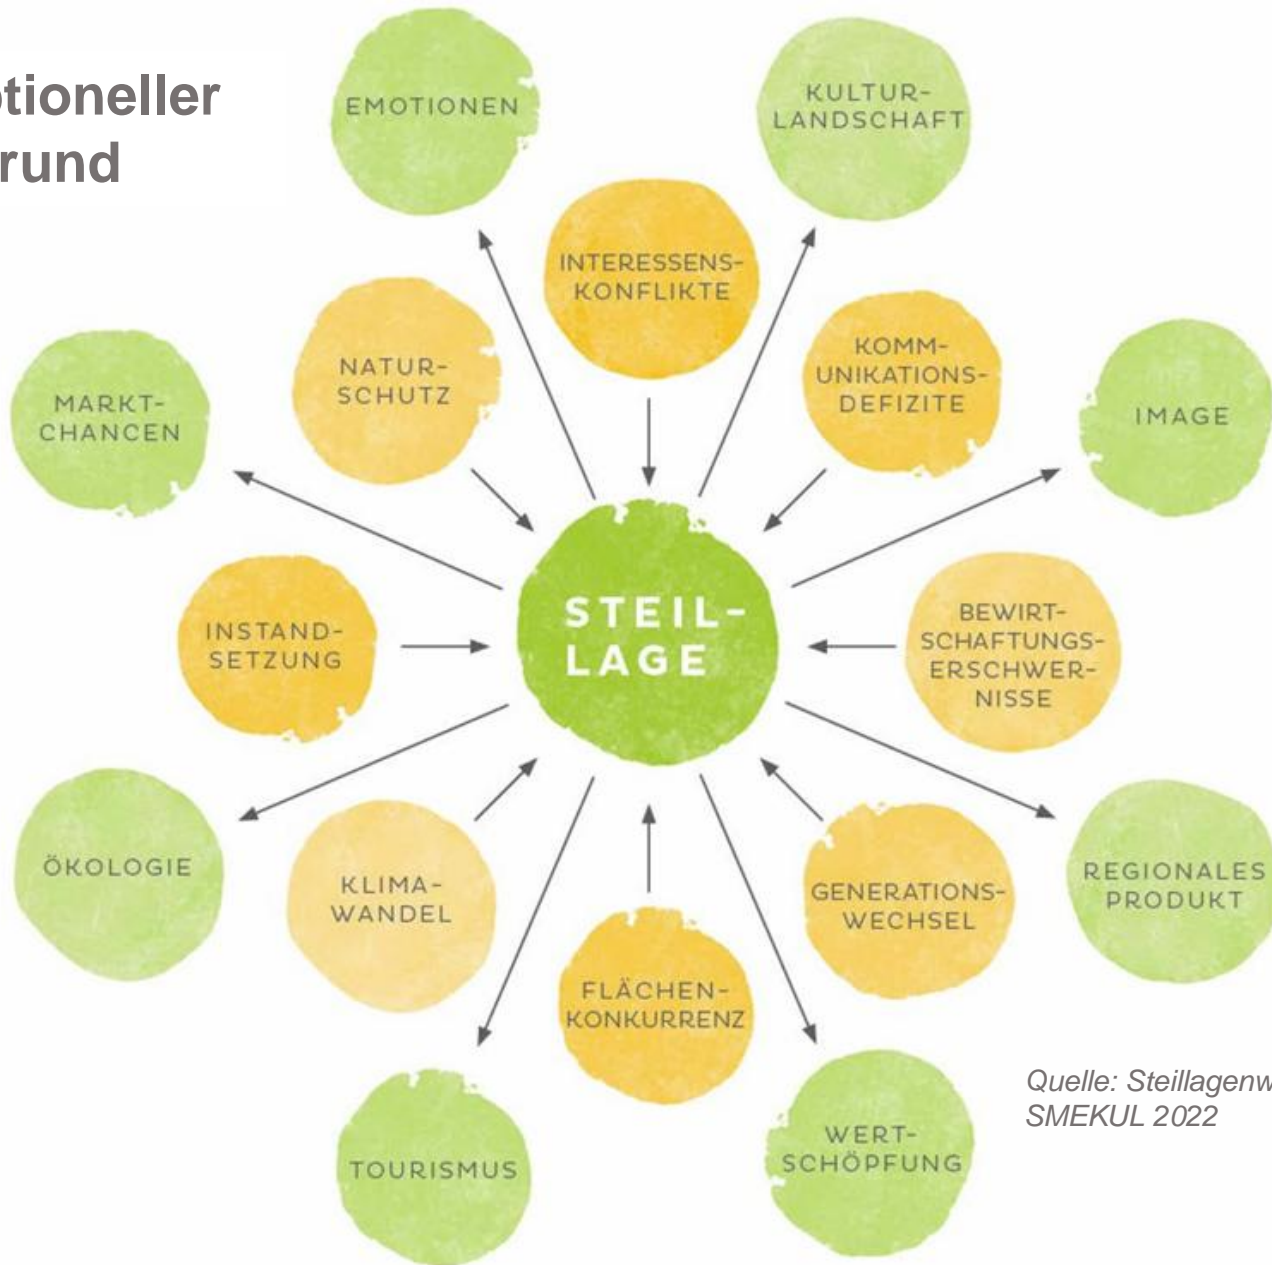 ptioneller
rund
EMOTIONEN
KULTUR-
LANDSCHAFT
INTERESSENS-
KONFLIKTE
NATUR-
SCHUTZ
KOMM-
UNIKATIONS-
DEFIZITE
MARKT-
CHANCEN
IMAGE
STEIL-
LAGE
INSTAND-
SETZUNG
BEWIRT-
SCHAFTUNGS-
ERSCHWER-
NISSE
ÖKOLOGIE
KLIMA-
WANDEL
GENERATIONS-
WECHSEL
REGIONALES
PRODUKT
FLÄCHEN-
KONKURRENZ
TOURISMUS
WERT-
SCHÖPFUNG
Quelle: Steillagenw
SMEKUL 2022